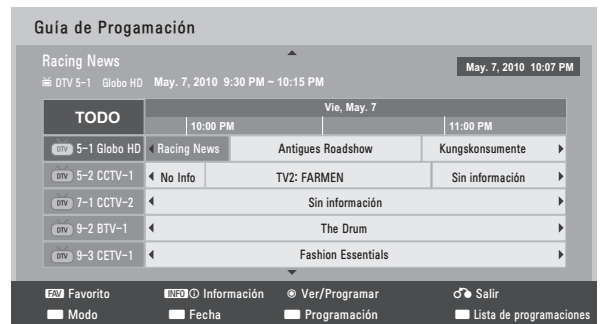 Guía de Progamación
Racing News
DTV 5-1 Globo HD May. 7, 2010 9:30 PM ~ 10:15 PM
May. 7, 2010 10:07 PM
TODO
Vie, May. 7
10:00 PM 11:00 PM
DTV 5-1 Globo HD Racing News Antigues Roadshow Kungskonsumente
DTV 5-2 CCTV-1 No Info TV2: FARMEN Sin información
DTV 7-1 CCTV-2 Sin información
DTV 9-2 BTV-1 The Drum
DTV 9-3 CETV-1 Fashion Essentials
FAV Favorito INFO ⓘ Información Ver/Programar Salir
Modo Fecha Programación Lista de programaciones